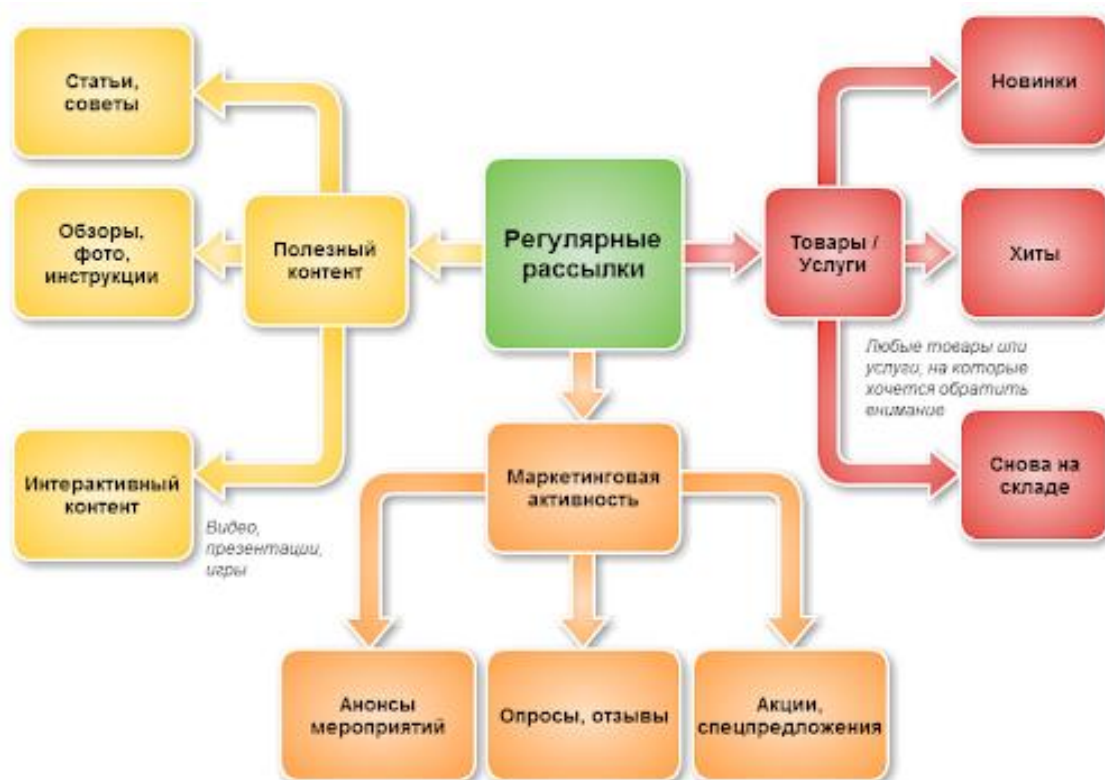 Статьи,
советы
Новинки
Обзоры,
фото,
инструкции
Полезный
контент
Регулярные
рассылки
Товары /
Услуги
Хиты
Любые товары или
услуги, на которые
хочется обратить
внимание
Интерактивный
контент
Видео,
презентации,
игры
Маркетинговая
активность
Снова на
складе
Анонсы
мероприятий
Опросы, отзывы
Акции,
спецпредложения